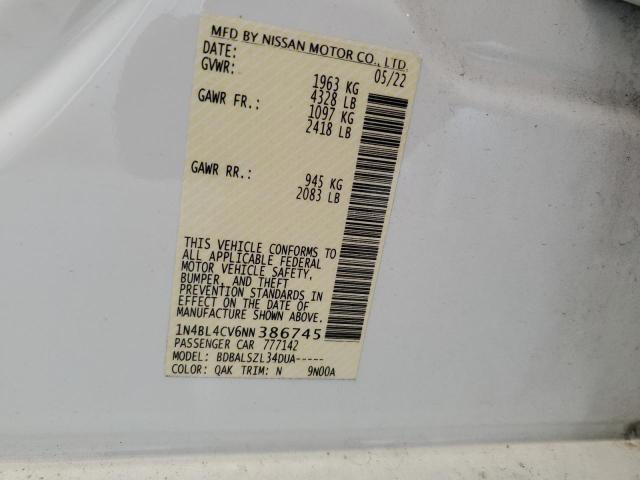 MFD BY NISSAN MOTOR CO., LTD.
DATE: 05/22
GVWR: 1963 KG
4328 LB
GAWR FR.: 1097 KG
2418 LB
GAWR RR.: 945 KG
2083 LB
THIS VEHICLE CONFORMS TO
ALL APPLICABLE FEDERAL
MOTOR VEHICLE SAFETY,
BUMPER, AND THEFT
PREVENTION STANDARDS IN
EFFECT ON THE DATE OF
MANUFACTURE SHOWN ABOVE.
1N4BL4CV6NN386745
PASSENGER CAR 777142
MODEL: BDBALSZL34DUA-----
COLOR: QAK TRIM: N 9N00A